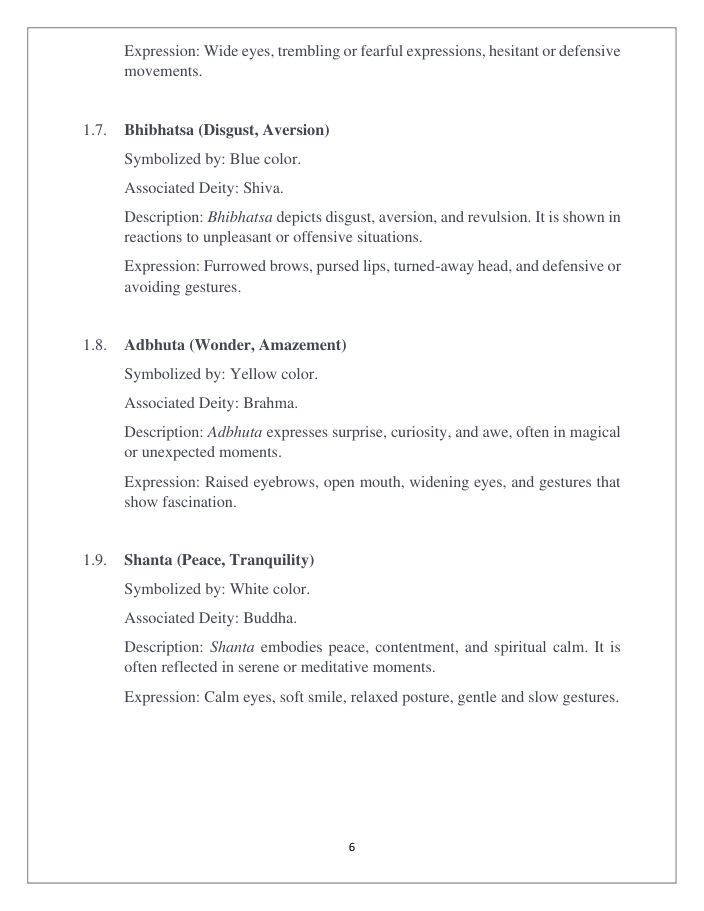 Expression: Wide eyes, trembling or fearful expressions, hesitant or defensive
movements.
1.7. Bhibhatsa (Disgust, Aversion)
Symbolized by: Blue color.
Associated Deity: Shiva.
Description: Bhibhatsa depicts disgust, aversion, and revulsion. It is shown in
reactions to unpleasant or offensive situations.
Expression: Furrowed brows, pursed lips, turned-away head, and defensive or
avoiding gestures.
1.8. Adbhuta (Wonder, Amazement)
Symbolized by: Yellow color.
Associated Deity: Brahma.
Description: Adbhuta expresses surprise, curiosity, and awe, often in magical
or unexpected moments.
Expression: Raised eyebrows, open mouth, widening eyes, and gestures that
show fascination.
1.9. Shanta (Peace, Tranquility)
Symbolized by: White color.
Associated Deity: Buddha.
Description: Shanta embodies peace, contentment, and spiritual calm. It is
often reflected in serene or meditative moments.
Expression: Calm eyes, soft smile, relaxed posture, gentle and slow gestures.
6